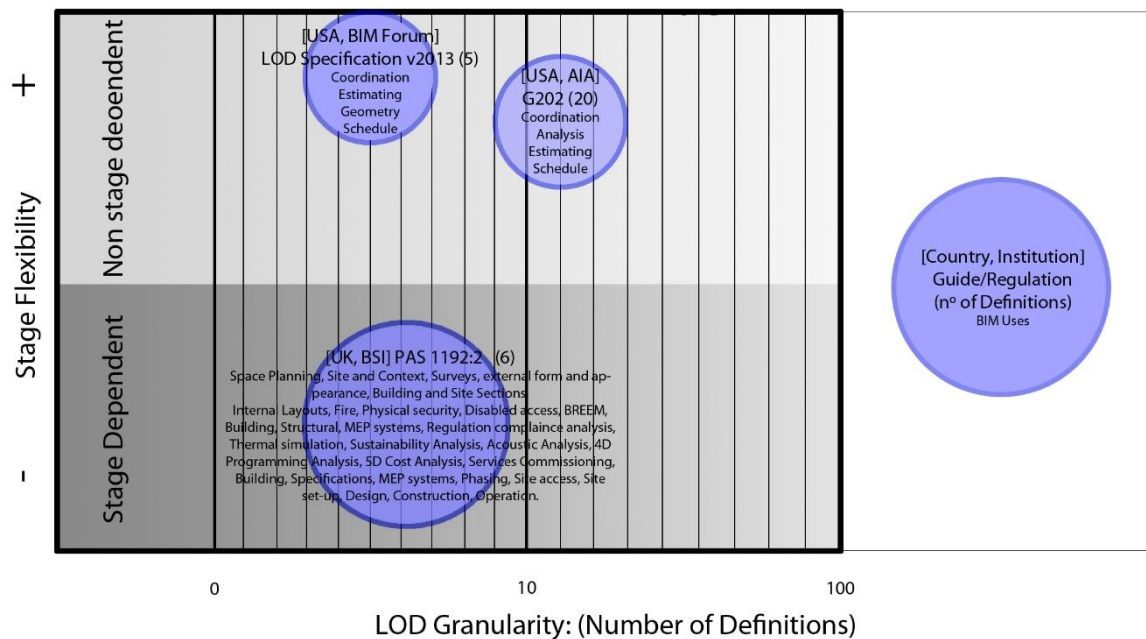 +
Stage Flexibility
-
Non stage deoendent
Stage Dependent
[USA, BIM Forum]
LOD Specification v2013 (5)
Coordination
Estimating
Geometry
Schedule
[USA, AIA]
G202 (20)
Coordination
Analysis
Estimating
Schedule
[UK, BSI] PAS 1192:2 (6)
Space Planning, Site and Context, Surveys, external form and ap-
pearance, Building and Site Sections
Internal Layouts, Fire, Physical security, Disabled access, BREEM,
Building, Structural, MEP systems, Regulation complaince analysis,
Thermal simulation, Sustainability Analysis, Acoustic Analysis, 4D
Programming Analysis, 5D Cost Analysis, Services Commissioning,
Building, Specifications, MEP systems, Phasing, Site access, Site
set-up, Design, Construction, Operation.
[Country, Institution]
Guide/Regulation
(nº of Definitions)
BIM Uses
0
10
100
LOD Granularity: (Number of Definitions)